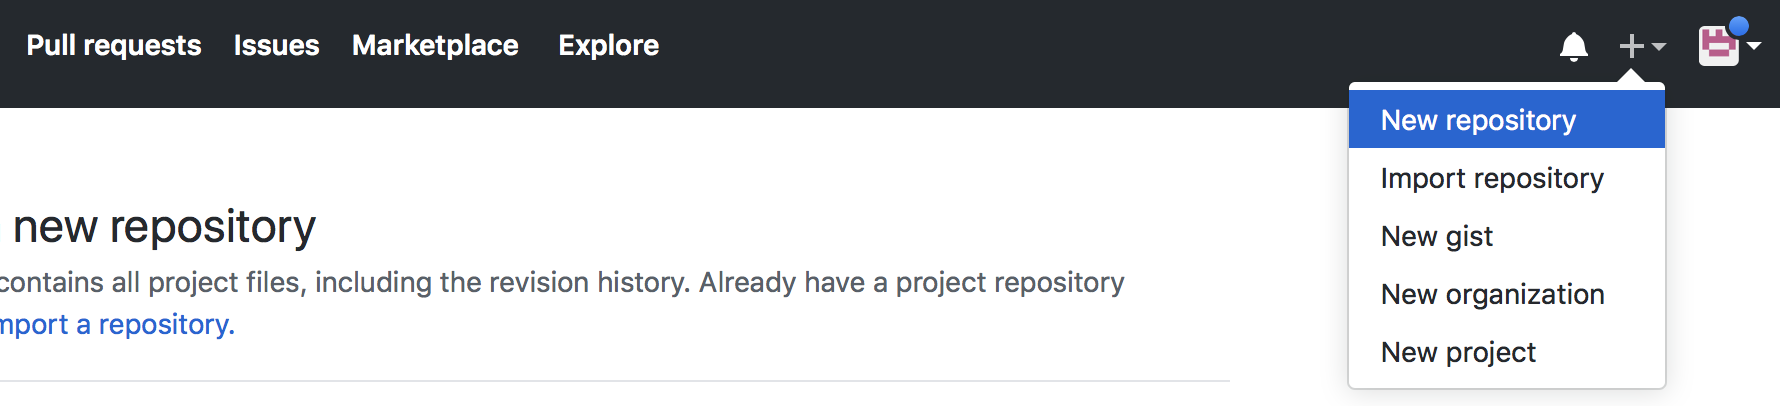 Pull requests Issues Marketplace Explore
New repository
Import repository
New gist
New organization
New project
new repository
contains all project files, including the revision history. Already have a project repository
mport a repository.